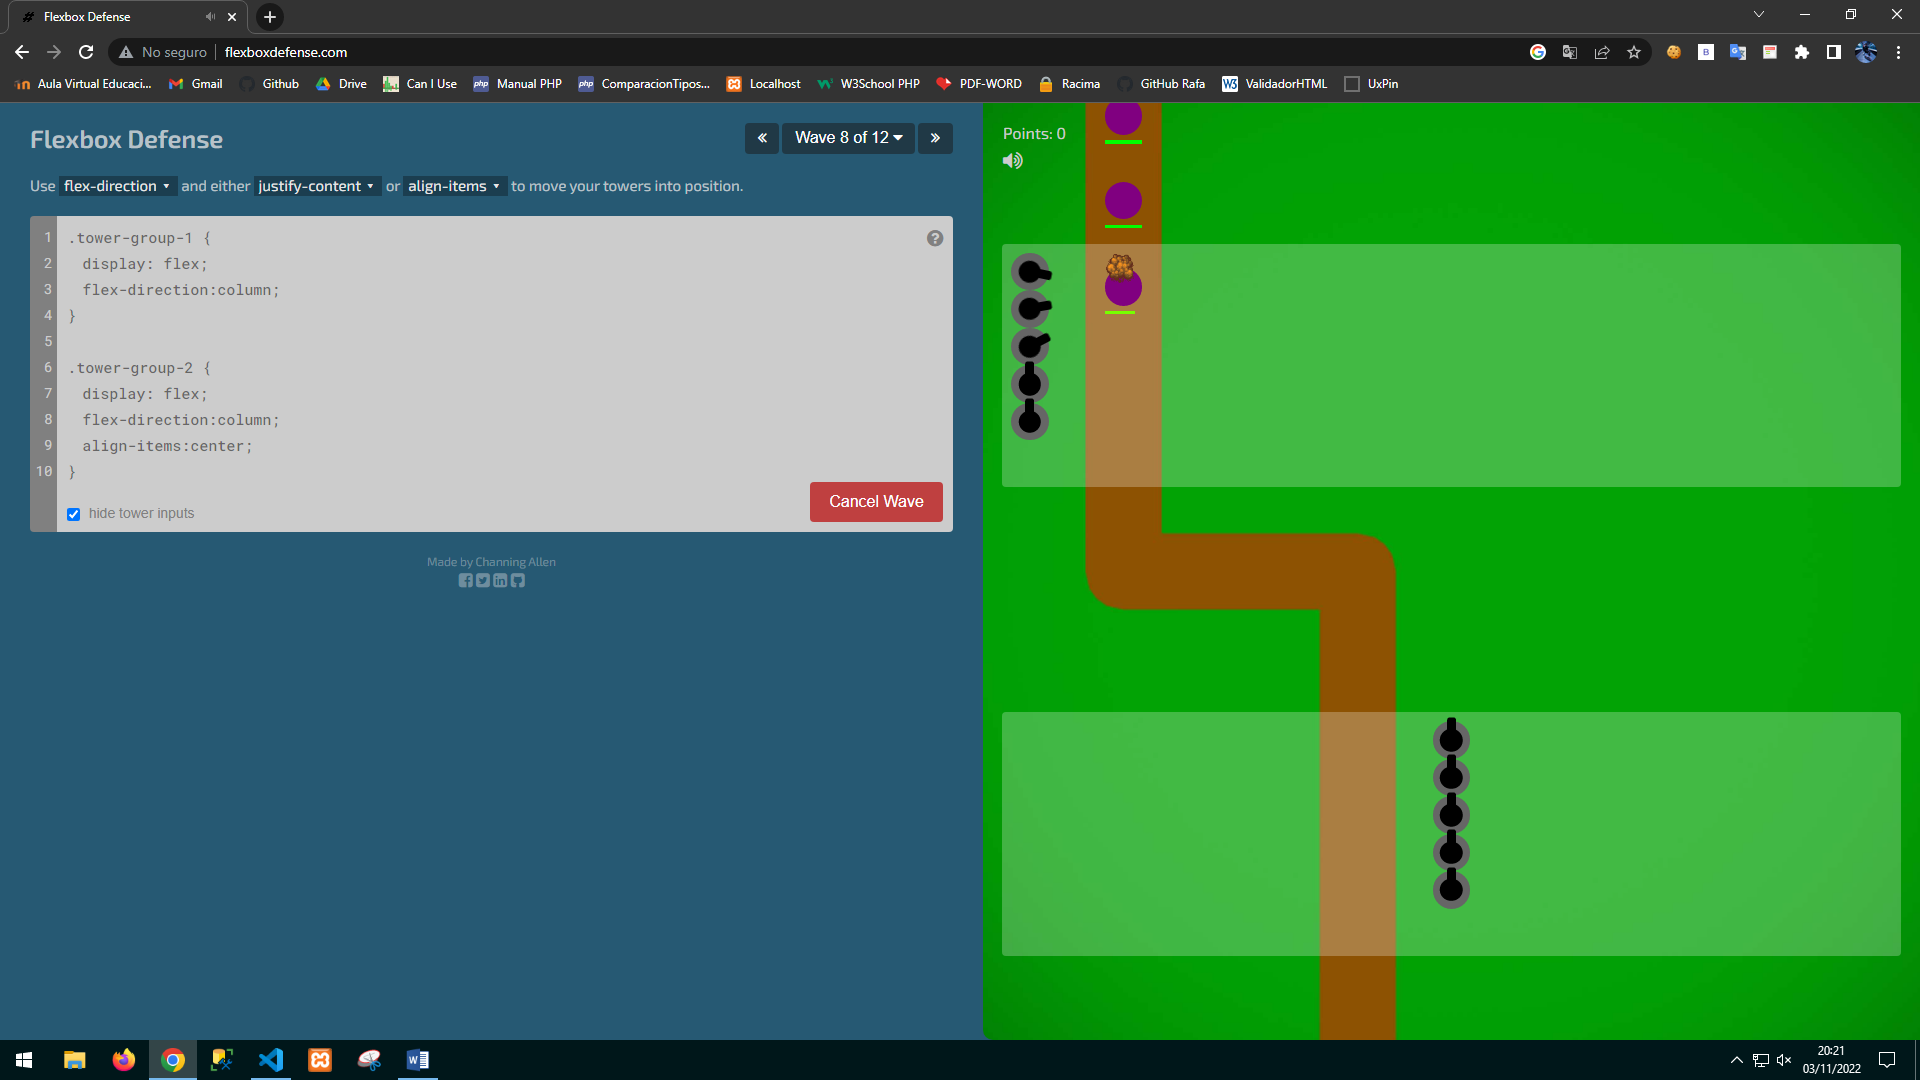 Flexbox Defense
No seguro
flexboxdefense.com
Aula Virtual Educaci...
Gmail
Github
Drive
Can I Use
Manual PHP
ComparacionTipos...
Localhost
W3School PHP
PDF-WORD
Racima
GitHub Rafa
ValidadorHTML
UxPin
Flexbox Defense
Wave 8 of 12
Use flex-direction and either justify-content or align-items to move your towers into position.
1 .tower-group-1 {
2 display: flex;
3 flex-direction:column;
4 }
5
6 .tower-group-2 {
7 display: flex;
8 flex-direction:column;
9 align-items:center;
10 }
hide tower inputs
Cancel Wave
Made by Channing Allen
Points: 0
20:21
03/11/2022